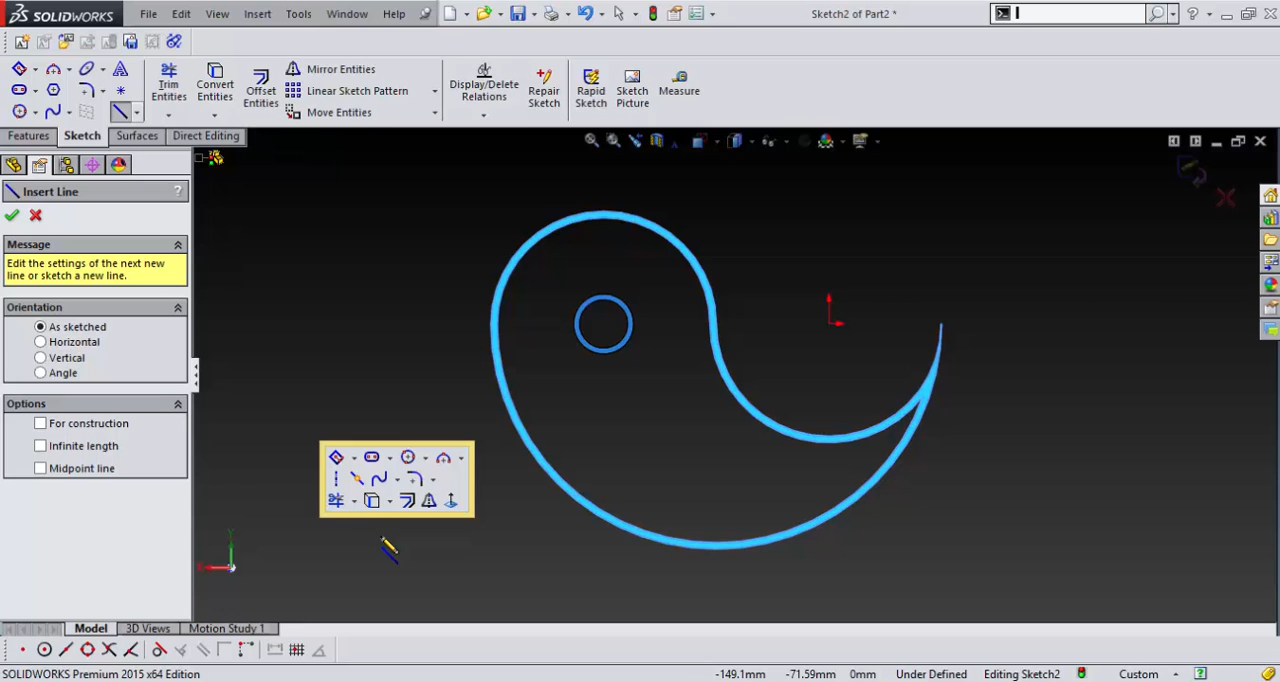 SOLIDWORKS File Edit View Insert Tools Window Help Sketch2 of Part2 *
Trim Entities
Convert Entities
Offset Entities
Mirror Entities
Linear Sketch Pattern
Move Entities
Display/Delete Relations
Repair Sketch
Rapid Sketch
Sketch Picture
Measure
Features Sketch Surfaces Direct Editing
Insert Line ?
Message
Edit the settings of the next new
line or sketch a new line.
Orientation
As sketched
Horizontal
Vertical
Angle
Options
For construction
Infinite length
Midpoint line
Model 3D Views Motion Study 1
SOLIDWORKS Premium 2015 x64 Edition -149.1mm -71.59mm 0mm Under Defined Editing Sketch2 Custom